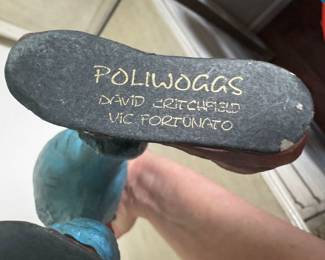 POLIWOGGS
DAVID CRITCHFIELD
VIC FORTUNATO